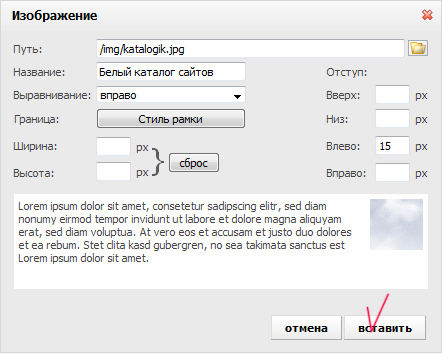 Изображение
Путь: /img/katalogik.jpg
Название: Белый каталог сайтов Отступ:
Выравнивание: вправо Вверх: px
Граница: Стиль рамки Низ: px
Ширина: px сброс Влево: 15 px
Высота: px Вправо: px
Lorem ipsum dolor sit amet, consetetur sadipscing elitr, sed diam
nonumy eirmod tempor invidunt ut labore et dolore magna aliquyam
erat, sed diam voluptua. At vero eos et accusam et justo duo dolores
et ea rebum. Stet clita kasd gubergren, no sea takimata sanctus est
Lorem ipsum dolor sit amet.
отмена вставить